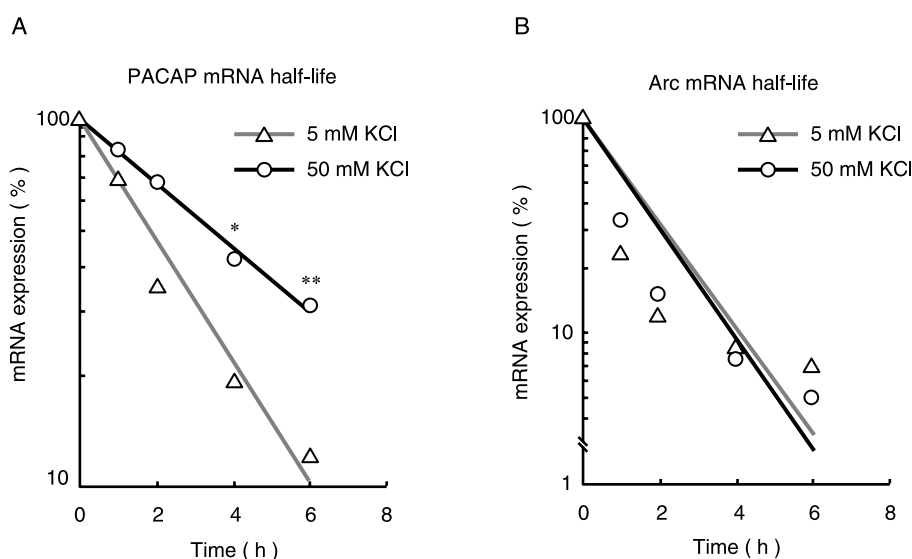 A
PACAP mRNA half-life
100
5 mM KCl
50 mM KCl
*
**
mRNA expression ( % )
10
0 2 4 6 8
Time ( h )
B
Arc mRNA half-life
100
5 mM KCl
50 mM KCl
mRNA expression ( % )
10
1
0 2 4 6 8
Time ( h )